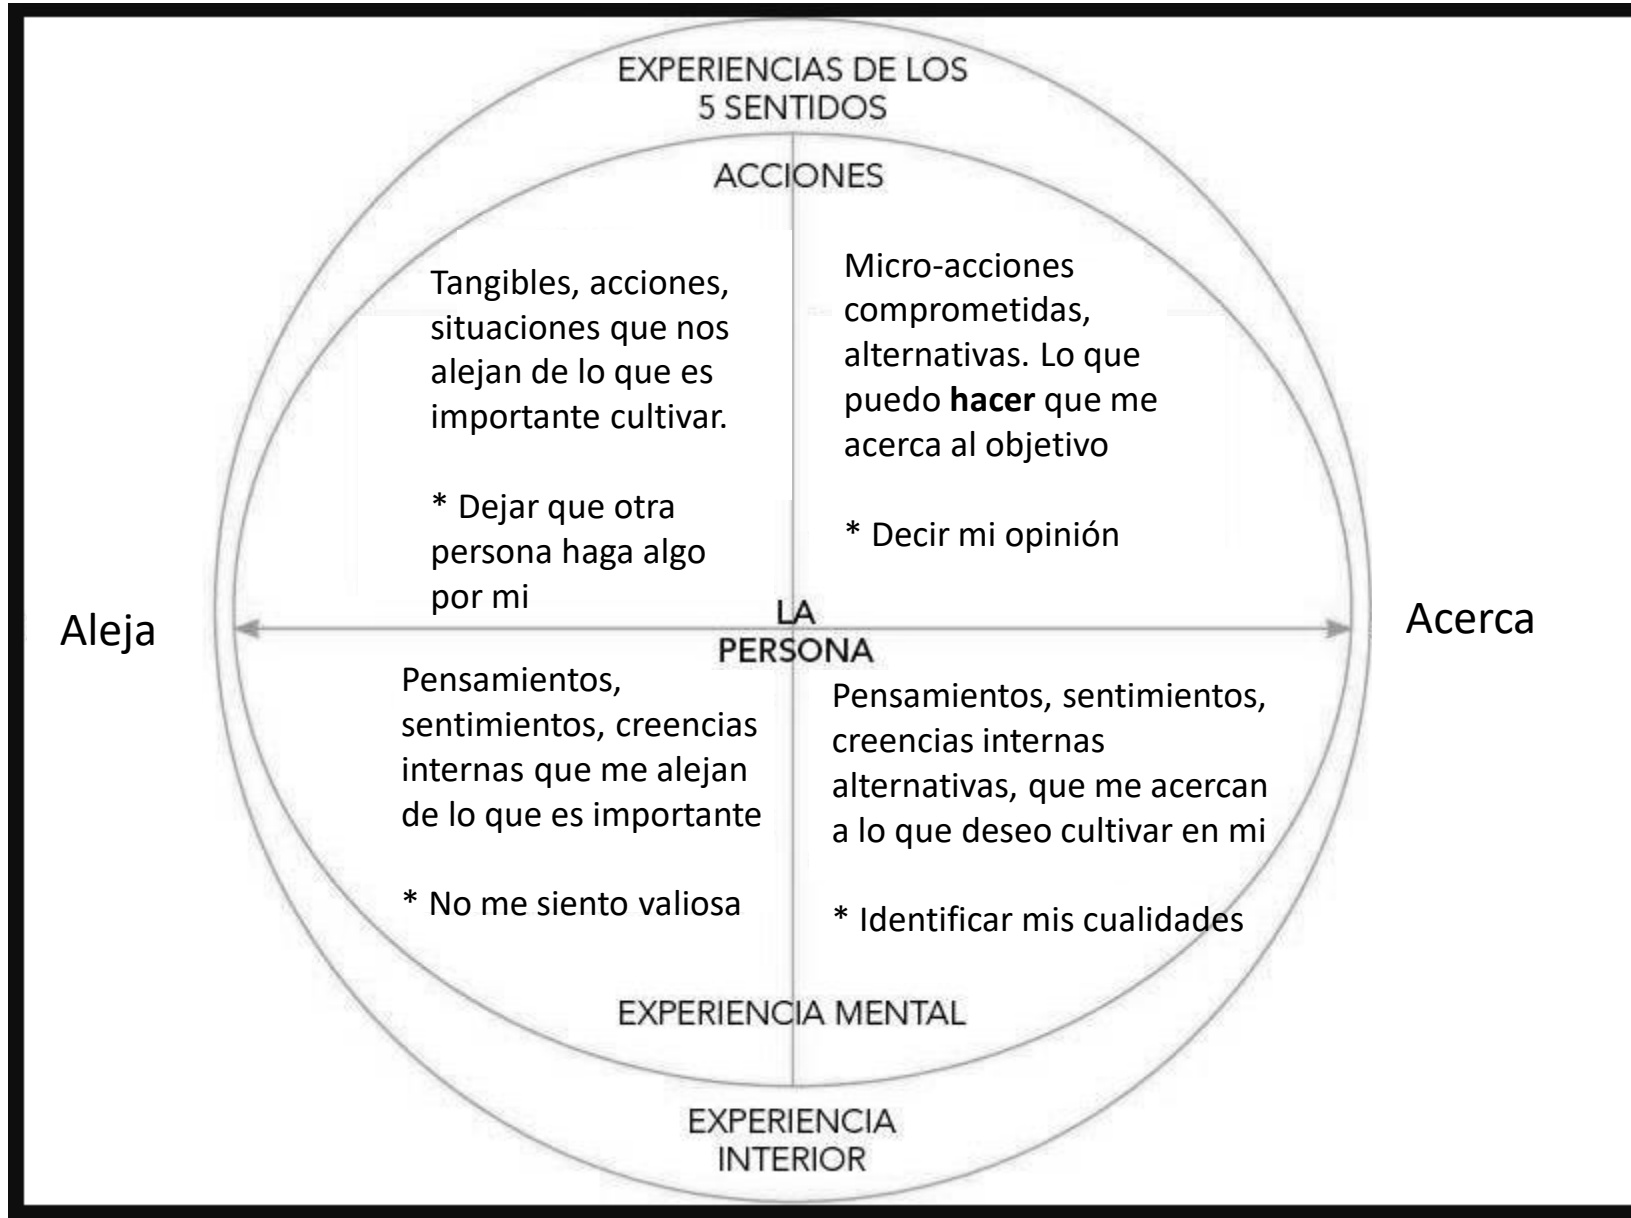 EXPERIENCIAS DE LOS
5 SENTIDOS
ACCIONES
Tangibles, acciones,
situaciones que nos
alejan de lo que es
importante cultivar.
* Dejar que otra
persona haga algo
por mi
Micro-acciones
comprometidas,
alternativas. Lo que
puedo hacer que me
acerca al objetivo
* Decir mi opinión
Aleja
LA
PERSONA
Acerca
Pensamientos,
sentimientos, creencias
internas que me alejan
de lo que es importante
* No me siento valiosa
Pensamientos, sentimientos,
creencias internas
alternativas, que me acercan
a lo que deseo cultivar en mi
* Identificar mis cualidades
EXPERIENCIA MENTAL
EXPERIENCIA
INTERIOR